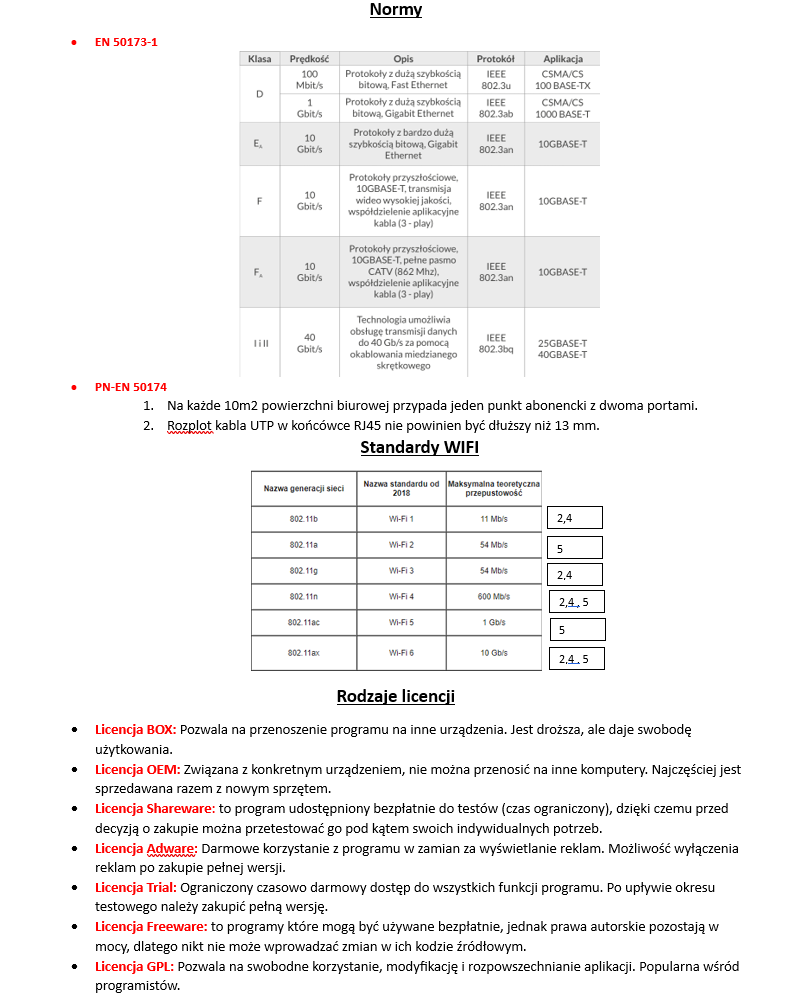 Normy
• EN 50173-1
Klasa Prędkość Opis Protokół Aplikacja
D
100 Mbit/s
Protokoły z dużą szybkością bitową, Fast Ethernet
IEEE 802.3u
CSMA/CS 100 BASE-TX
1 Gbit/s
Protokoły z dużą szybkością bitową, Gigabit Ethernet
IEEE 802.3ab
CSMA/CS 1000 BASE-T
EA
10 Gbit/s
Protokoły z bardzo dużą szybkością bitową, Gigabit Ethernet
IEEE 802.3an
10GBASE-T
F
10 Gbit/s
Protokoły przyszłościowe, 10GBASE-T, transmisja wideo wysokiej jakości, współdzielenie aplikacyjne kabla (3 - play)
IEEE 802.3an
10GBASE-T
FA
10 Gbit/s
Protokoły przyszłościowe, 10GBASE-T, pełne pasmo CATV (862 Mhz), współdzielenie aplikacyjne kabla (3 - play)
IEEE 802.3an
10GBASE-T
I i II
40 Gbit/s
Technologia umożliwia obsługę transmisji danych do 40 Gb/s za pomocą okablowania miedzianego skrętkowego
IEEE 802.3bq
25GBASE-T 40GBASE-T
• PN-EN 50174
1. Na każde 10m2 powierzchni biurowej przypada jeden punkt abonencki z dwoma portami.
2. Rozplot kabla UTP w końcówce RJ45 nie powinien być dłuższy niż 13 mm.
Standardy WIFI
Nazwa generacji sieci Nazwa standardu od 2018 Maksymalna teoretyczna przepustowość
802.11b Wi-Fi 1 11 Mb/s 2,4
802.11a Wi-Fi 2 54 Mb/s 5
802.11g Wi-Fi 3 54 Mb/s 2,4
802.11n Wi-Fi 4 600 Mb/s 2,4 , 5
802.11ac Wi-Fi 5 1 Gb/s 5
802.11ax Wi-Fi 6 10 Gb/s 2.4 . 5
Rodzaje licencji
• Licencja BOX: Pozwala na przenoszenie programu na inne urządzenia. Jest droższa, ale daje swobodę
użytkowania.
• Licencja OEM: Związana z konkretnym urządzeniem, nie można przenosić na inne komputery. Najczęściej jest
sprzedawana razem z nowym sprzętem.
• Licencja Shareware: to program udostępniony bezpłatnie do testów (czas ograniczony), dzięki czemu przed
decyzją o zakupie można przetestować go pod kątem swoich indywidualnych potrzeb.
• Licencja Adware: Darmowe korzystanie z programu w zamian za wyświetlanie reklam. Możliwość wyłączenia
reklam po zakupie pełnej wersji.
• Licencja Trial: Ograniczony czasowo darmowy dostęp do wszystkich funkcji programu. Po upływie okresu
testowego należy zakupić pełną wersję.
• Licencja Freeware: to programy które mogą być używane bezpłatnie, jednak prawa autorskie pozostają w
mocy, dlatego nikt nie może wprowadzać zmian w ich kodzie źródłowym.
• Licencja GPL: Pozwala na swobodne korzystanie, modyfikację i rozpowszechnianie aplikacji. Popularna wśród
programistów.